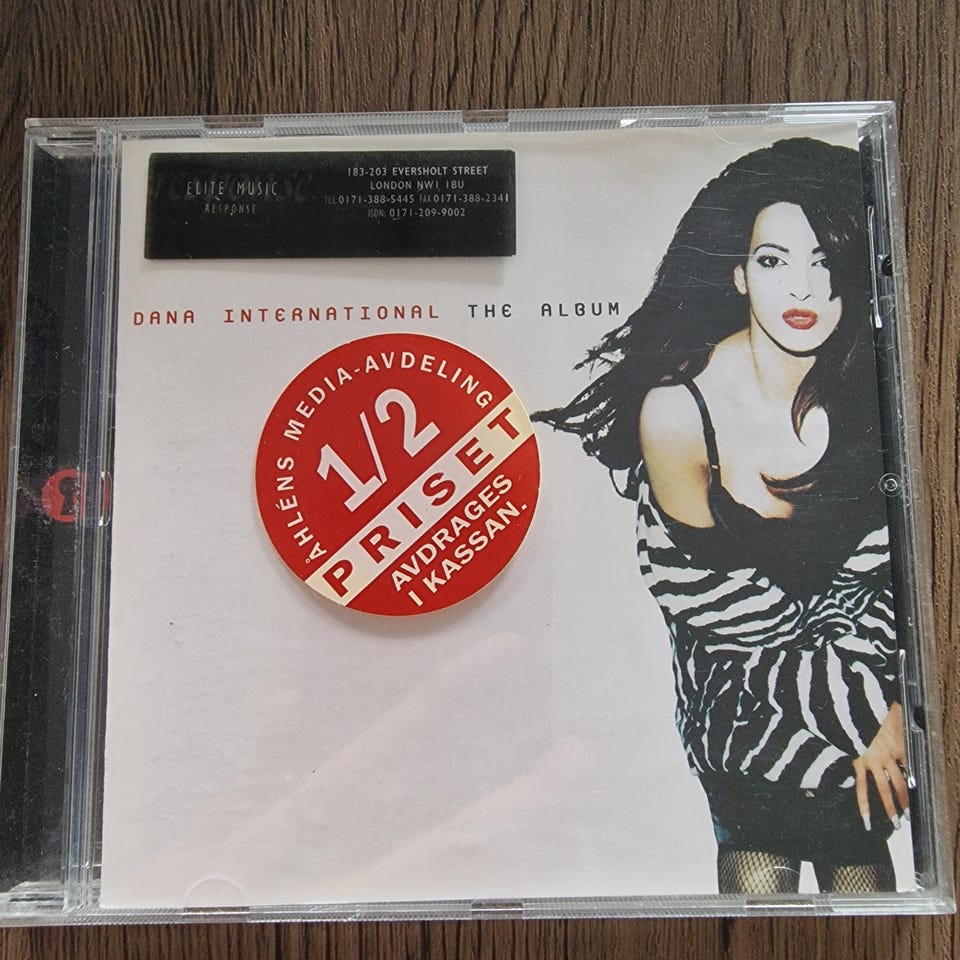 ELITE MUSIC
RESPONSE
183-203 EVERSHOLT STREET
LONDON NW1 1BU
TEL 0171-388-5445 FAX 0171-388-2341
ISDN: 0171-209-9002
DANA INTERNATIONAL THE ALBUM
ÅHLÉNS MEDIA-AVDELING
1/2
PRISET
AVDRAGES
I KASSAN.